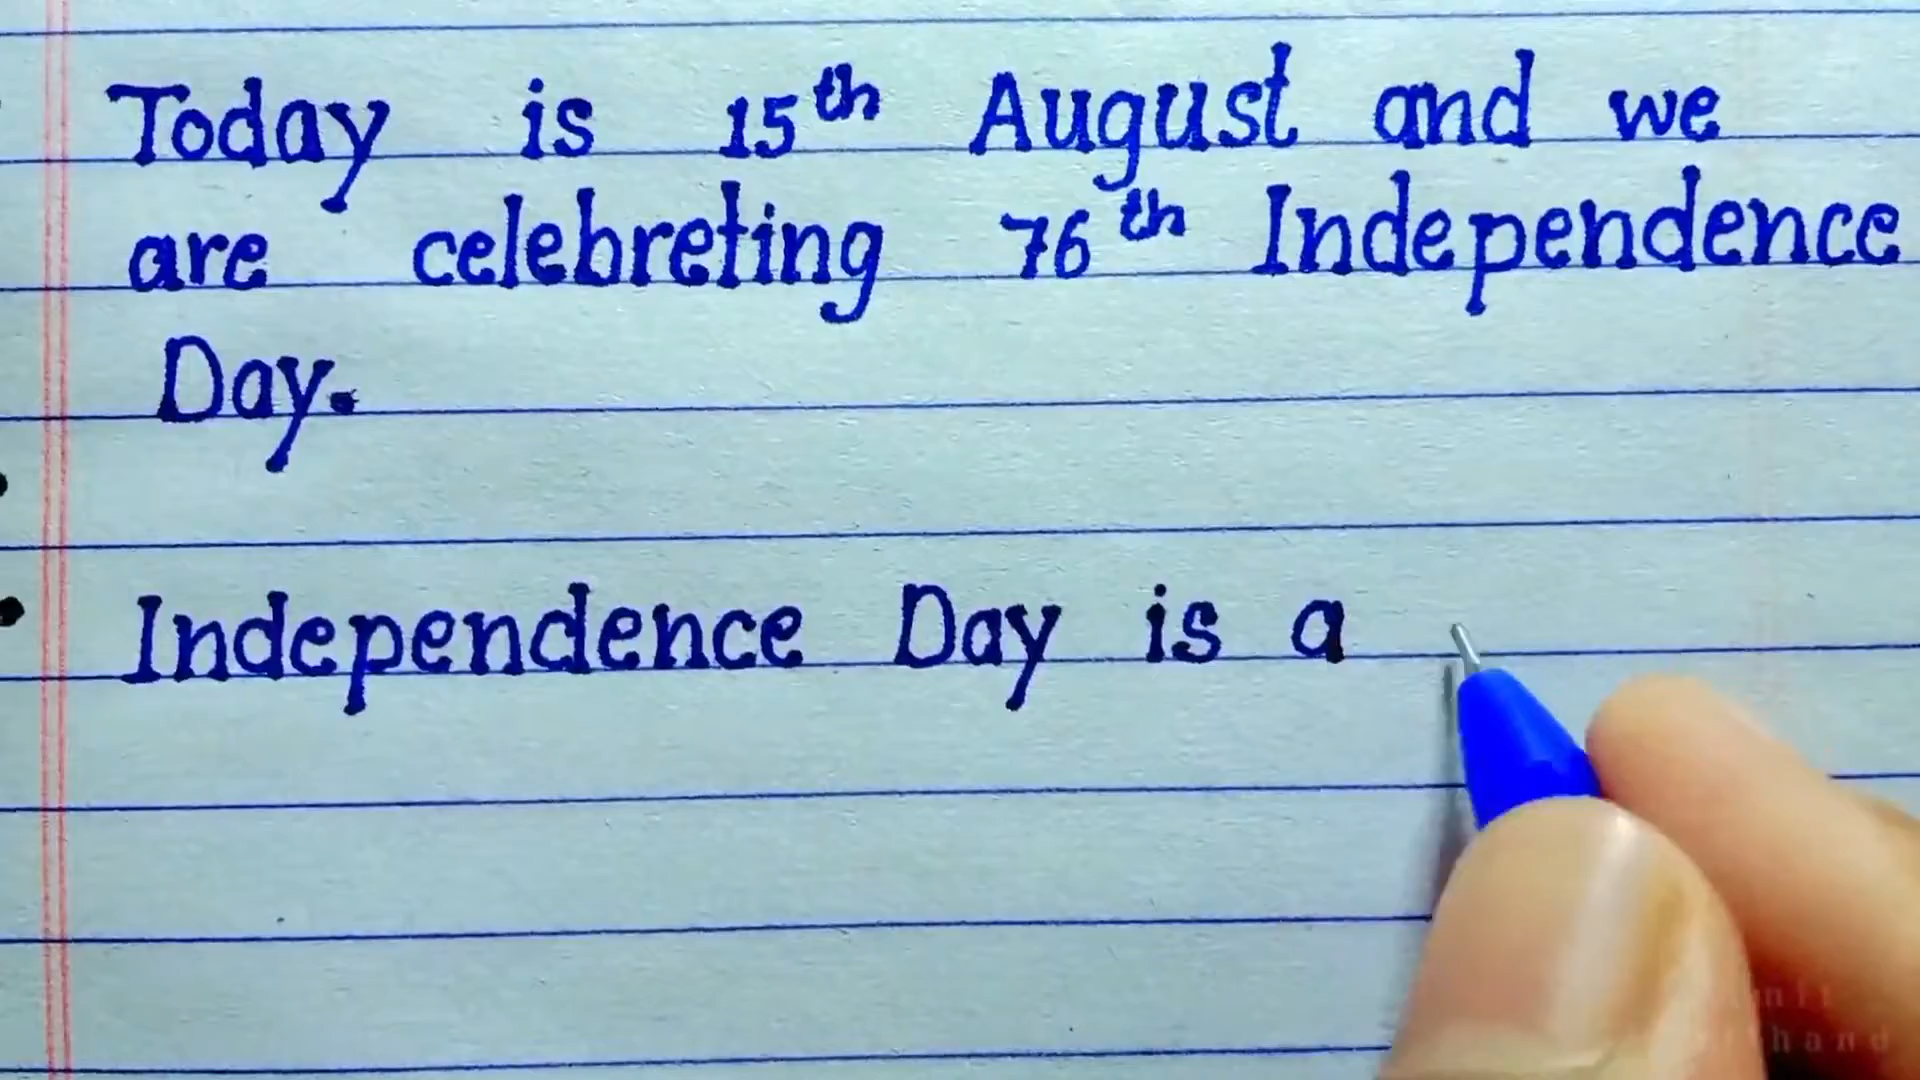 Today is 15th August and we
are celebreting 76th Independence
Day.
Independence Day is a